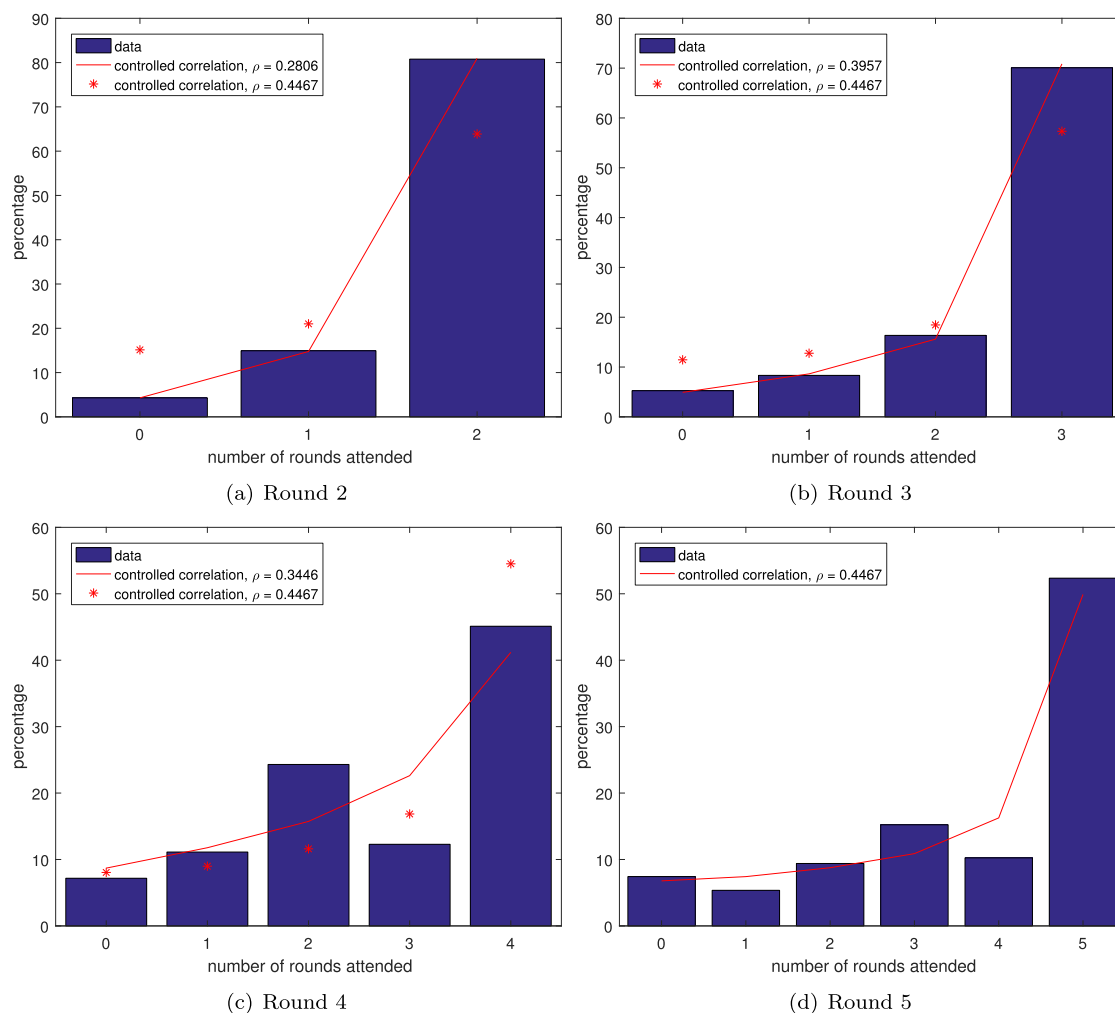 90
80
70
60
50
40
30
20
10
0
percentage
data
controlled correlation, ρ = 0.2806
controlled correlation, ρ = 0.4467
0 1 2
number of rounds attended
(a) Round 2
80
70
60
50
40
30
20
10
0
percentage
data
controlled correlation, ρ = 0.3957
controlled correlation, ρ = 0.4467
0 1 2 3
number of rounds attended
(b) Round 3
60
50
40
30
20
10
0
percentage
data
controlled correlation, ρ = 0.3446
controlled correlation, ρ = 0.4467
0 1 2 3 4
number of rounds attended
(c) Round 4
60
50
40
30
20
10
0
percentage
data
controlled correlation, ρ = 0.4467
0 1 2 3 4 5
number of rounds attended
(d) Round 5